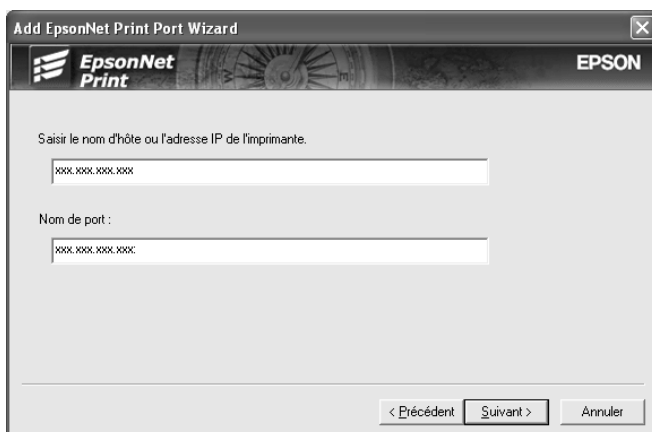 Add EpsonNet Print Port Wizard
EpsonNet
Print
EPSON
W
E
Saisir le nom d'hôte ou l'adresse IP de l'imprimante.
xxx.xxx.xxx.xxx
Nom de port :
xxx.xxx.xxx.xxx:
< Précédent
Suivant >
Annuler